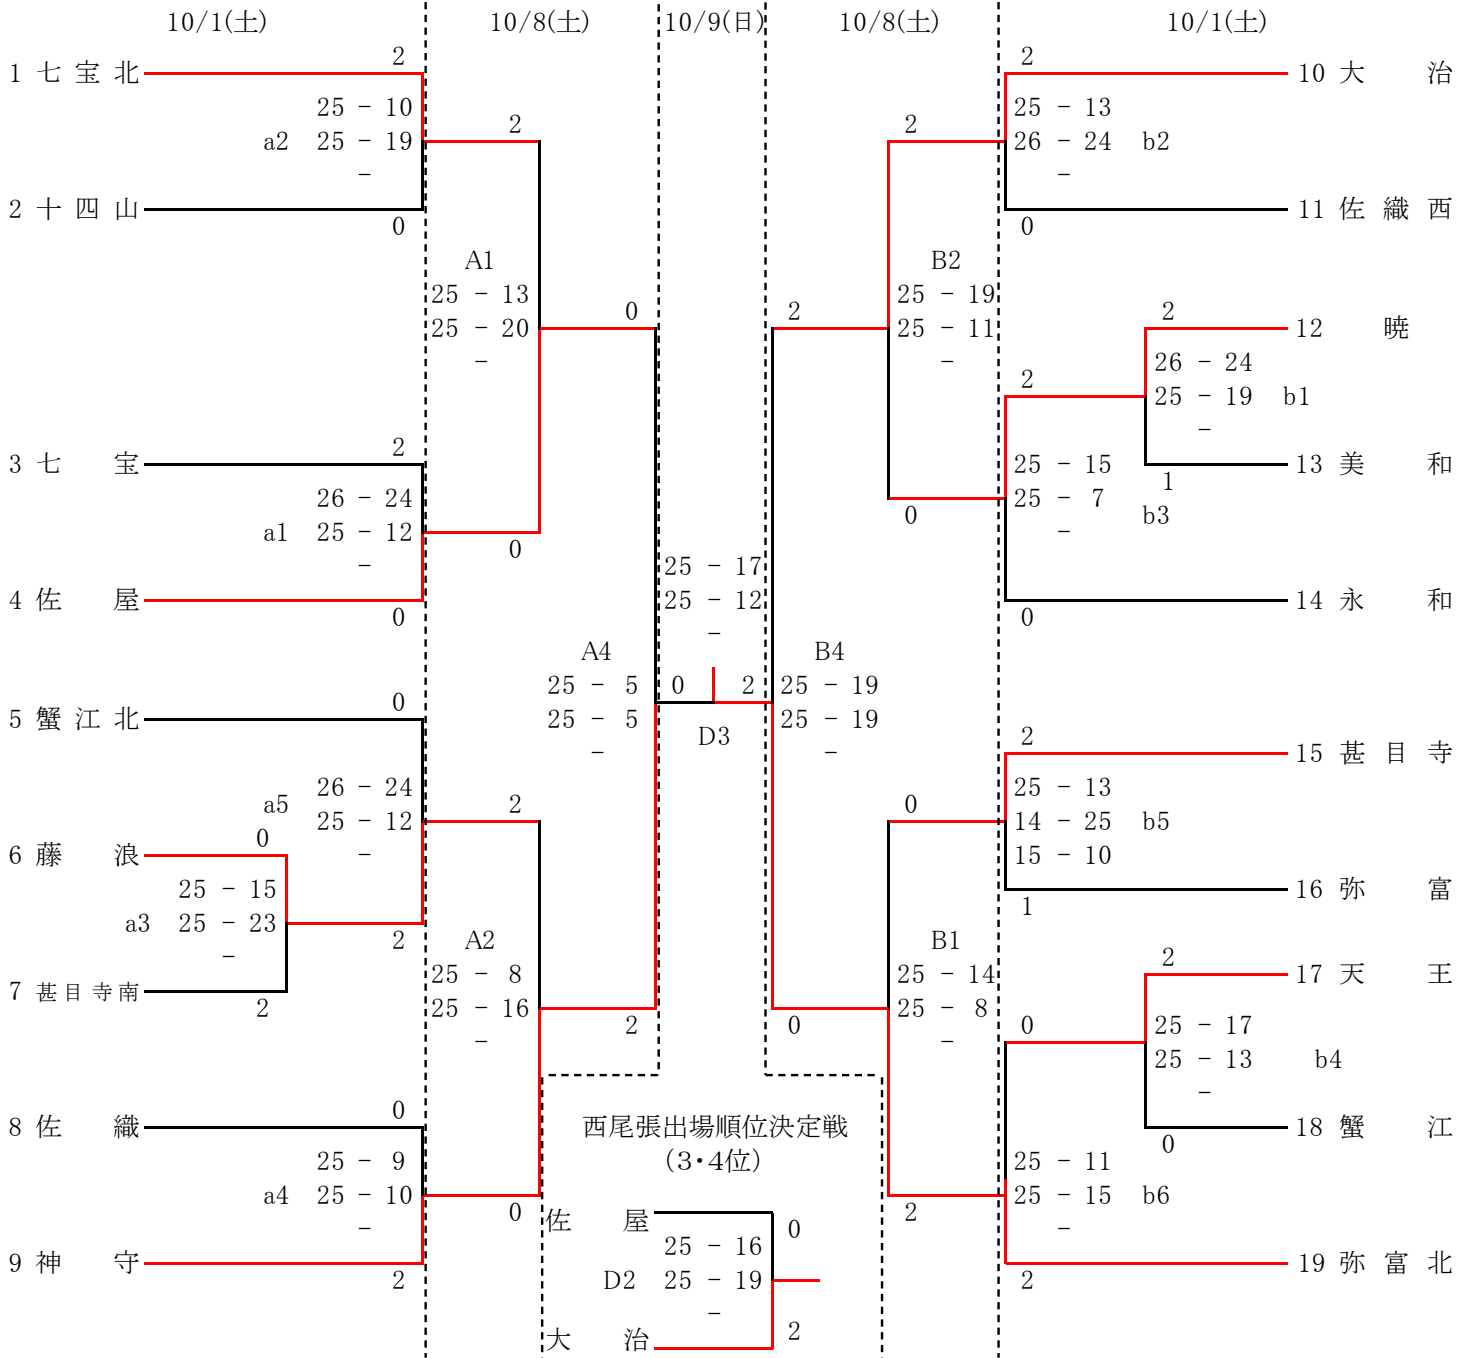 10/1(土) 10/8(土) 10/9(日) 10/8(土) 10/1(土)
2
1 七宝北
25 - 10
a2 25 - 19
-
2 十四山
0
2
A1
25 - 13
25 - 20
-
0
2
3 七宝
26 - 24
a1 25 - 12
-
4 佐屋
0
0
0
5 蟹江北
26 - 24
a5
25 - 12
-
0
6 藤浪
25 - 15
a3 25 - 23
-
7 甚目寺南
2
2
2
A2
25 - 8
25 - 16
-
2
0
8 佐織
25 - 9
a4 25 - 10
-
9 神守
2
0
A4
25 - 5
25 - 5
-
25 - 17
25 - 12
-
0 2
D3
B4
25 - 19
25 - 19
-
2
10 大治
25 - 13
26 - 24 b2
-
11 佐織西
0
2
B2
25 - 19
25 - 11
-
2
2
12 暁
26 - 24
25 - 19 b1
-
13 美和
1
2
25 - 15
25 - 7
b3
-
14 永和
0
0
2
15 甚目寺
25 - 13
14 - 25 b5
15 - 10
16 弥富
1
0
B1
25 - 14
25 - 8
-
0
2
17 天王
25 - 17
25 - 13 b4
-
18 蟹江
0
0
25 - 11
25 - 15 b6
-
19 弥富北
2
2
西尾張出場順位決定戦
(3・4位)
佐屋
0
25 - 16
D2 25 - 19
-
大治
2